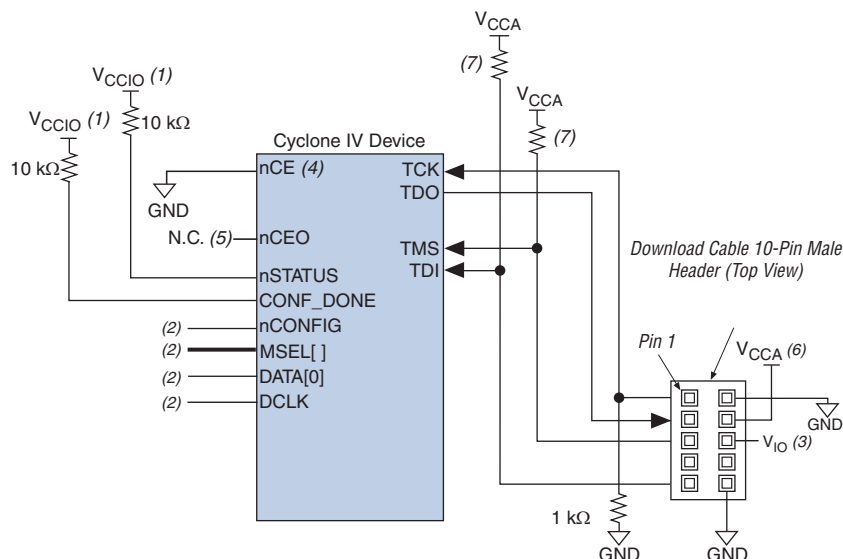 V_CCA
(7)
V_CCIO (1)
V_CCA
V_CCIO (1)
10 kΩ
(7)
Cyclone IV Device
10 kΩ
nCE (4)
TCK
TDO
GND
N.C. (5)
nCEO
TMS
Download Cable 10-Pin Male
Header (Top View)
nSTATUS
TDI
CONF_DONE
(2)
nCONFIG
Pin 1
V_CCA (6)
(2)
MSEL[ ]
(2)
DATA[0]
(2)
DCLK
GND
V_IO (3)
1 kΩ
GND
GND